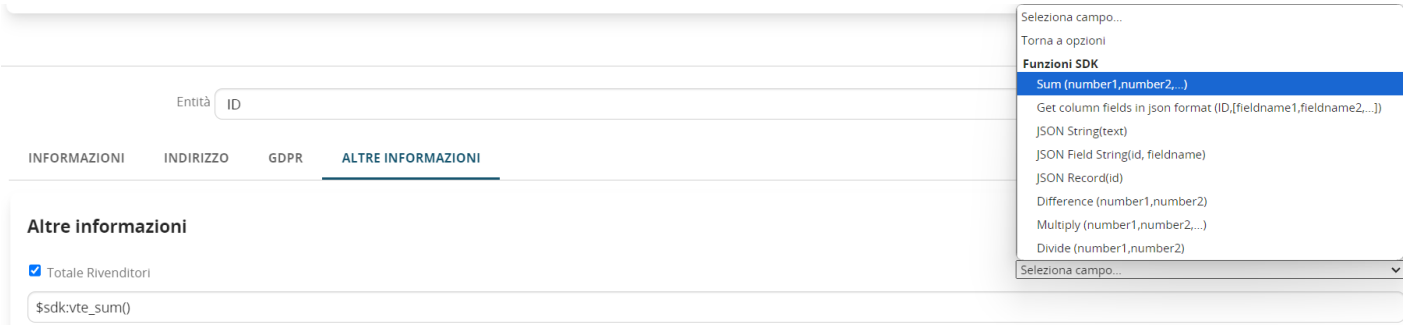 Seleziona campo...
Torna a opzioni
Funzioni SDK
Sum (number1,number2,...)
Get column fields in json format (ID,[fieldname1,fieldname2,...])
JSON String(text)
JSON Field String(id, fieldname)
JSON Record(id)
Difference (number1,number2)
Multiply (number1,number2,...)
Divide (number1,number2)
Seleziona campo...
Entità ID
INFORMAZIONI INDIRIZZO GDPR ALTRE INFORMAZIONI
Altre informazioni
Totale Rivenditori
$sdk:vte_sum()